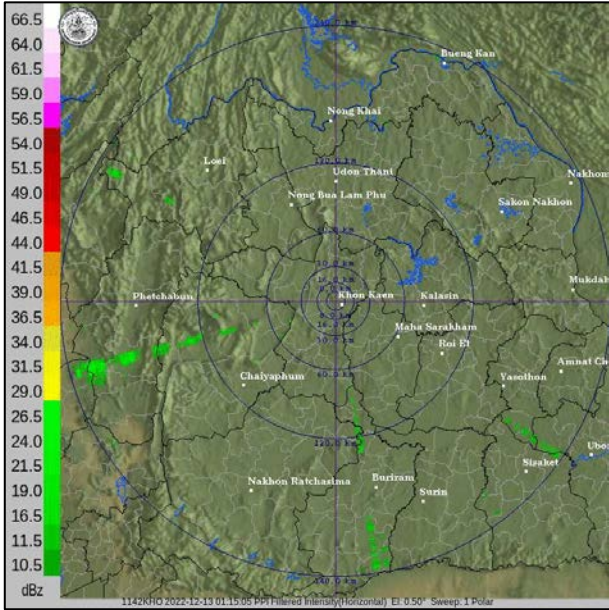 66.5
64.0
61.5
59.0
56.5
54.0
51.5
49.0
46.5
44.0
41.5
39.0
36.5
34.0
31.5
29.0
26.5
24.0
21.5
19.0
16.5
13.0
10.5
dBz
Bueng Kan
Nong Khai
Loei
Udon Thani
Nakhon
Nong Bua Lam Phu
Sakon Nakhon
Mukdah
Phetchabun
Khon Kaen
Kalasin
Maha Sarakham
Roi Et
Amnat Ch
Chaiyaphum
Yasothon
Ubo
Sisaket
Nakhon Ratchasima
Buriram
Surin
1142KHO 2022-12-13 01:15:05 PPI Filtered Intensity(Horizontal) El: 0.50° Sweep: 1 Polar